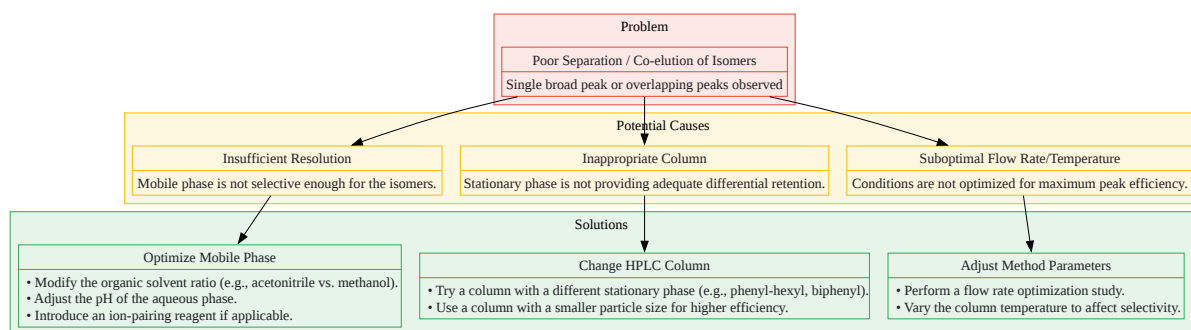 Problem
Poor Separation / Co-elution of Isomers
Single broad peak or overlapping peaks observed
Potential Causes
Insufficient Resolution
Mobile phase is not selective enough for the isomers.
Inappropriate Column
Stationary phase is not providing adequate differential retention.
Suboptimal Flow Rate/Temperature
Conditions are not optimized for maximum peak efficiency.
Solutions
Optimize Mobile Phase
• Modify the organic solvent ratio (e.g., acetonitrile vs. methanol).
• Adjust the pH of the aqueous phase.
• Introduce an ion-pairing reagent if applicable.
Change HPLC Column
• Try a column with a different stationary phase (e.g., phenyl-hexyl, biphenyl).
• Use a column with a smaller particle size for higher efficiency.
Adjust Method Parameters
• Perform a flow rate optimization study.
• Vary the column temperature to affect selectivity.